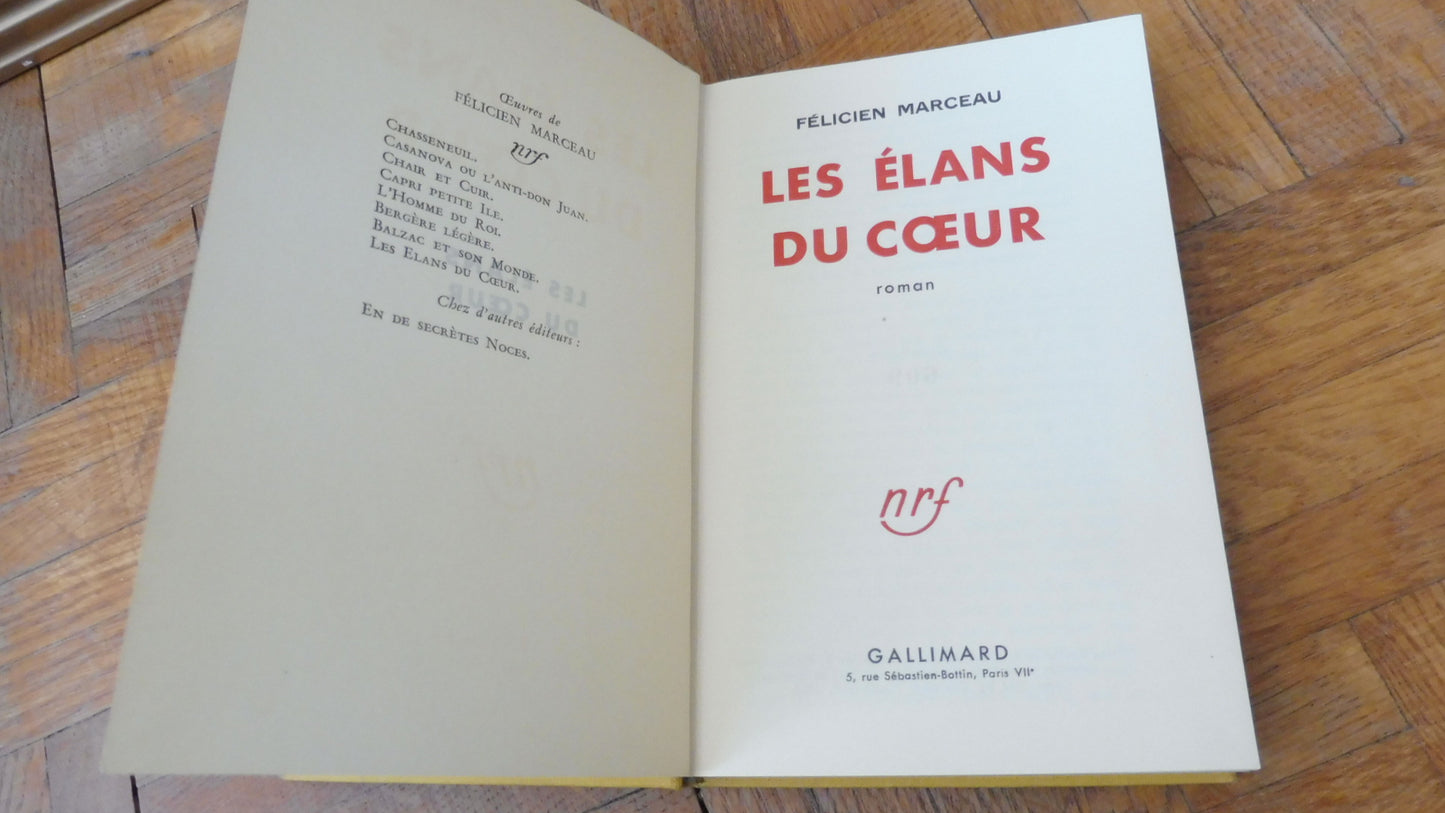 Œuvres de
FÉLICIEN MARCEAU
nrf
Chasseneuil.
Casanova ou l'anti-don Juan.
Chair et Cuir.
Capri petite Ile.
L'Homme du Roi.
Bergère légère.
Balzac et son Monde.
Les Elans du Cœur.
Chez d'autres éditeurs :
En de secrètes Noces.
FÉLICIEN MARCEAU
LES ÉLANS
DU CŒUR
roman
nrf
GALLIMARD
5, rue Sébastien-Bottin, Paris VIIᵉ